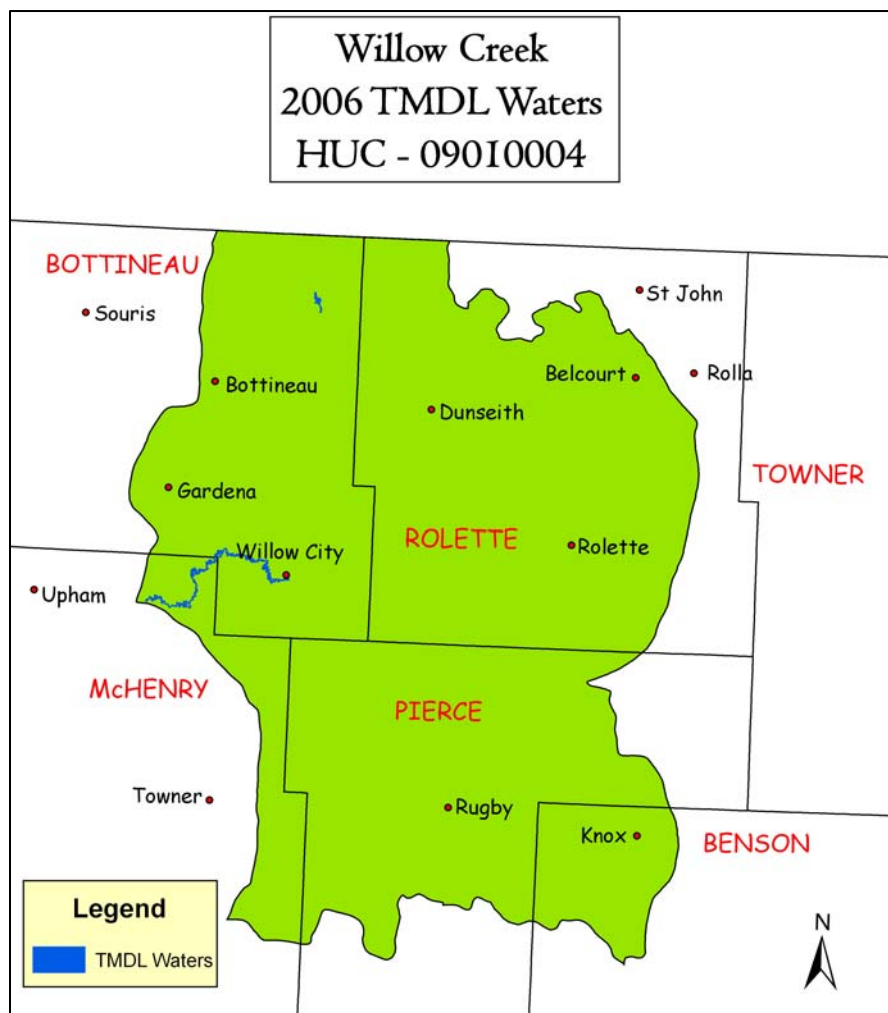 Willow Creek
2006 TMDL Waters
HUC - 09010004
BOTTINEAU
Souris
St John
Bottineau
Belcourt
Rolla
Dunseith
TOWNER
Gardena
ROLETTE
Rolette
Willow City
Upham
McHENRY
PIERCE
Towner
Rugby
Knox
BENSON
Legend
TMDL Waters
N